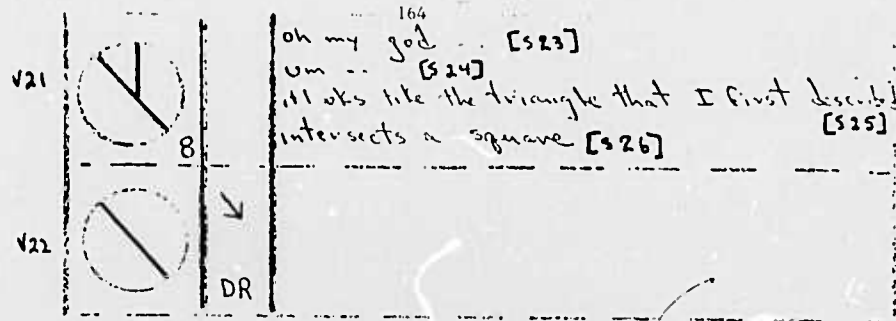 164
oh my god .. [S23]
V21
um .. [S24]
it looks like the triangle that I first described
[S25]
intersects a square [S26]
8
V22
DR